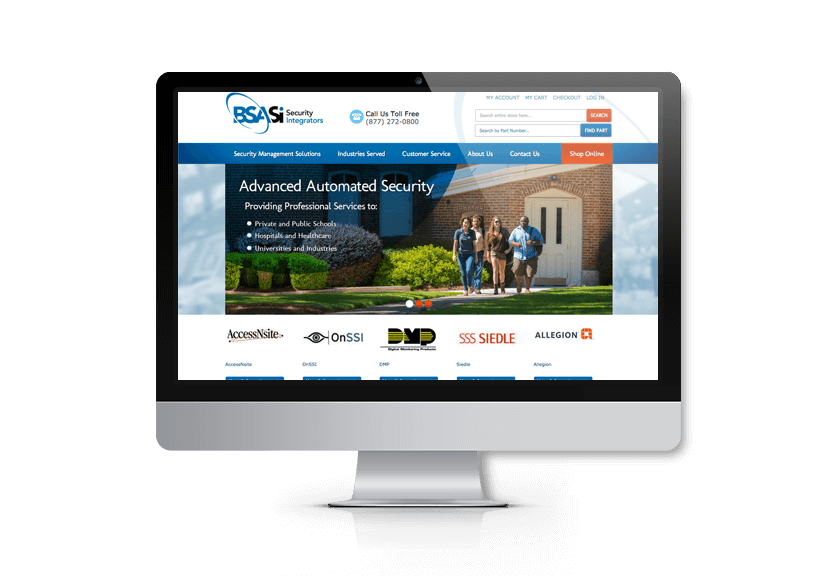 BSASi Security
Integrators
Call Us Toll Free
(877) 272-0800
MY ACCOUNT MY CART CHECKOUT LOG IN
Search entire store here... SEARCH
Search by Part Number... FIND PART
Security Management Solutions Industries Served Customer Service About Us Contact Us Shop Online
Advanced Automated Security
Providing Professional Services to:
Private and Public Schools
Hospitals and Healthcare
Universities and Industries
AccessNsite OnSSI DMP SSS SIEDLE ALLEGION
Digital Monitoring Products
AccessNsite OnSSI DMP Siedle Allegion